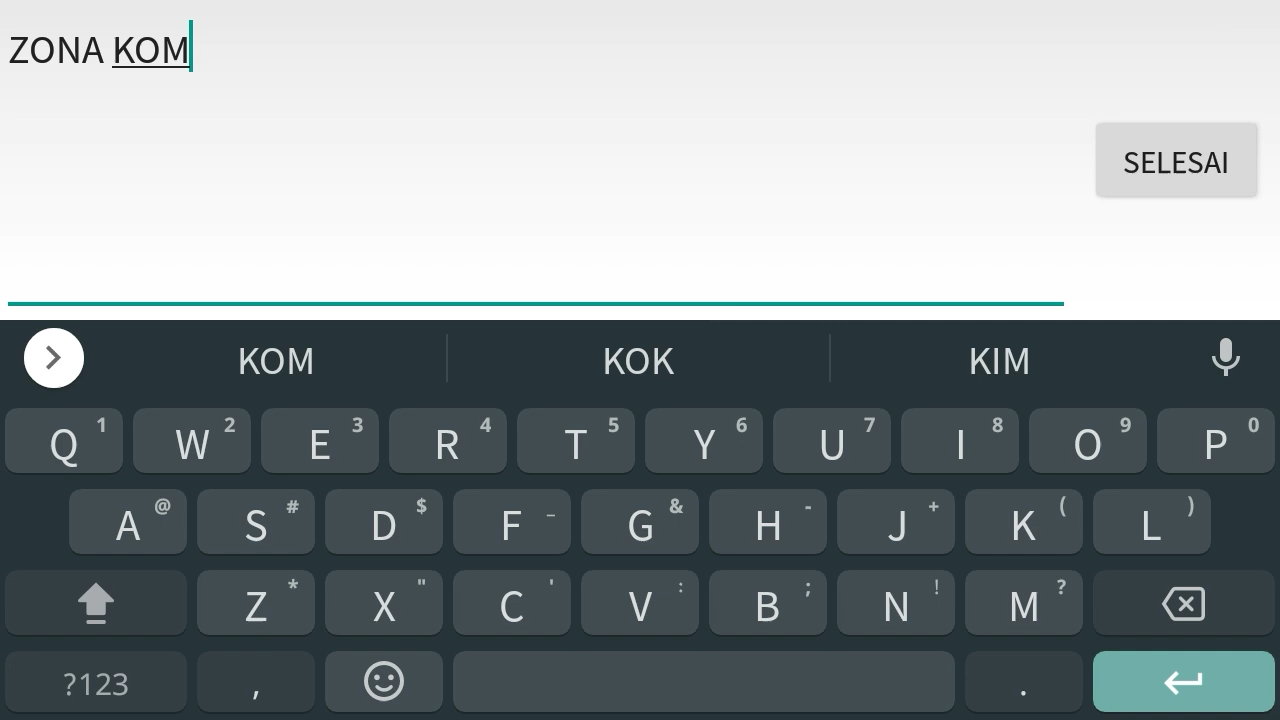 ZONA KOM
SELESAI
KOM KOK KIM
Q 1 W 2 E 3 R 4 T 5 Y 6 U 7 I 8 O 9 P 0
A @ S # D $ F _ G & H - J + K ( L )
Z * X " C ' V : B ; N ! M ?
?123 , .